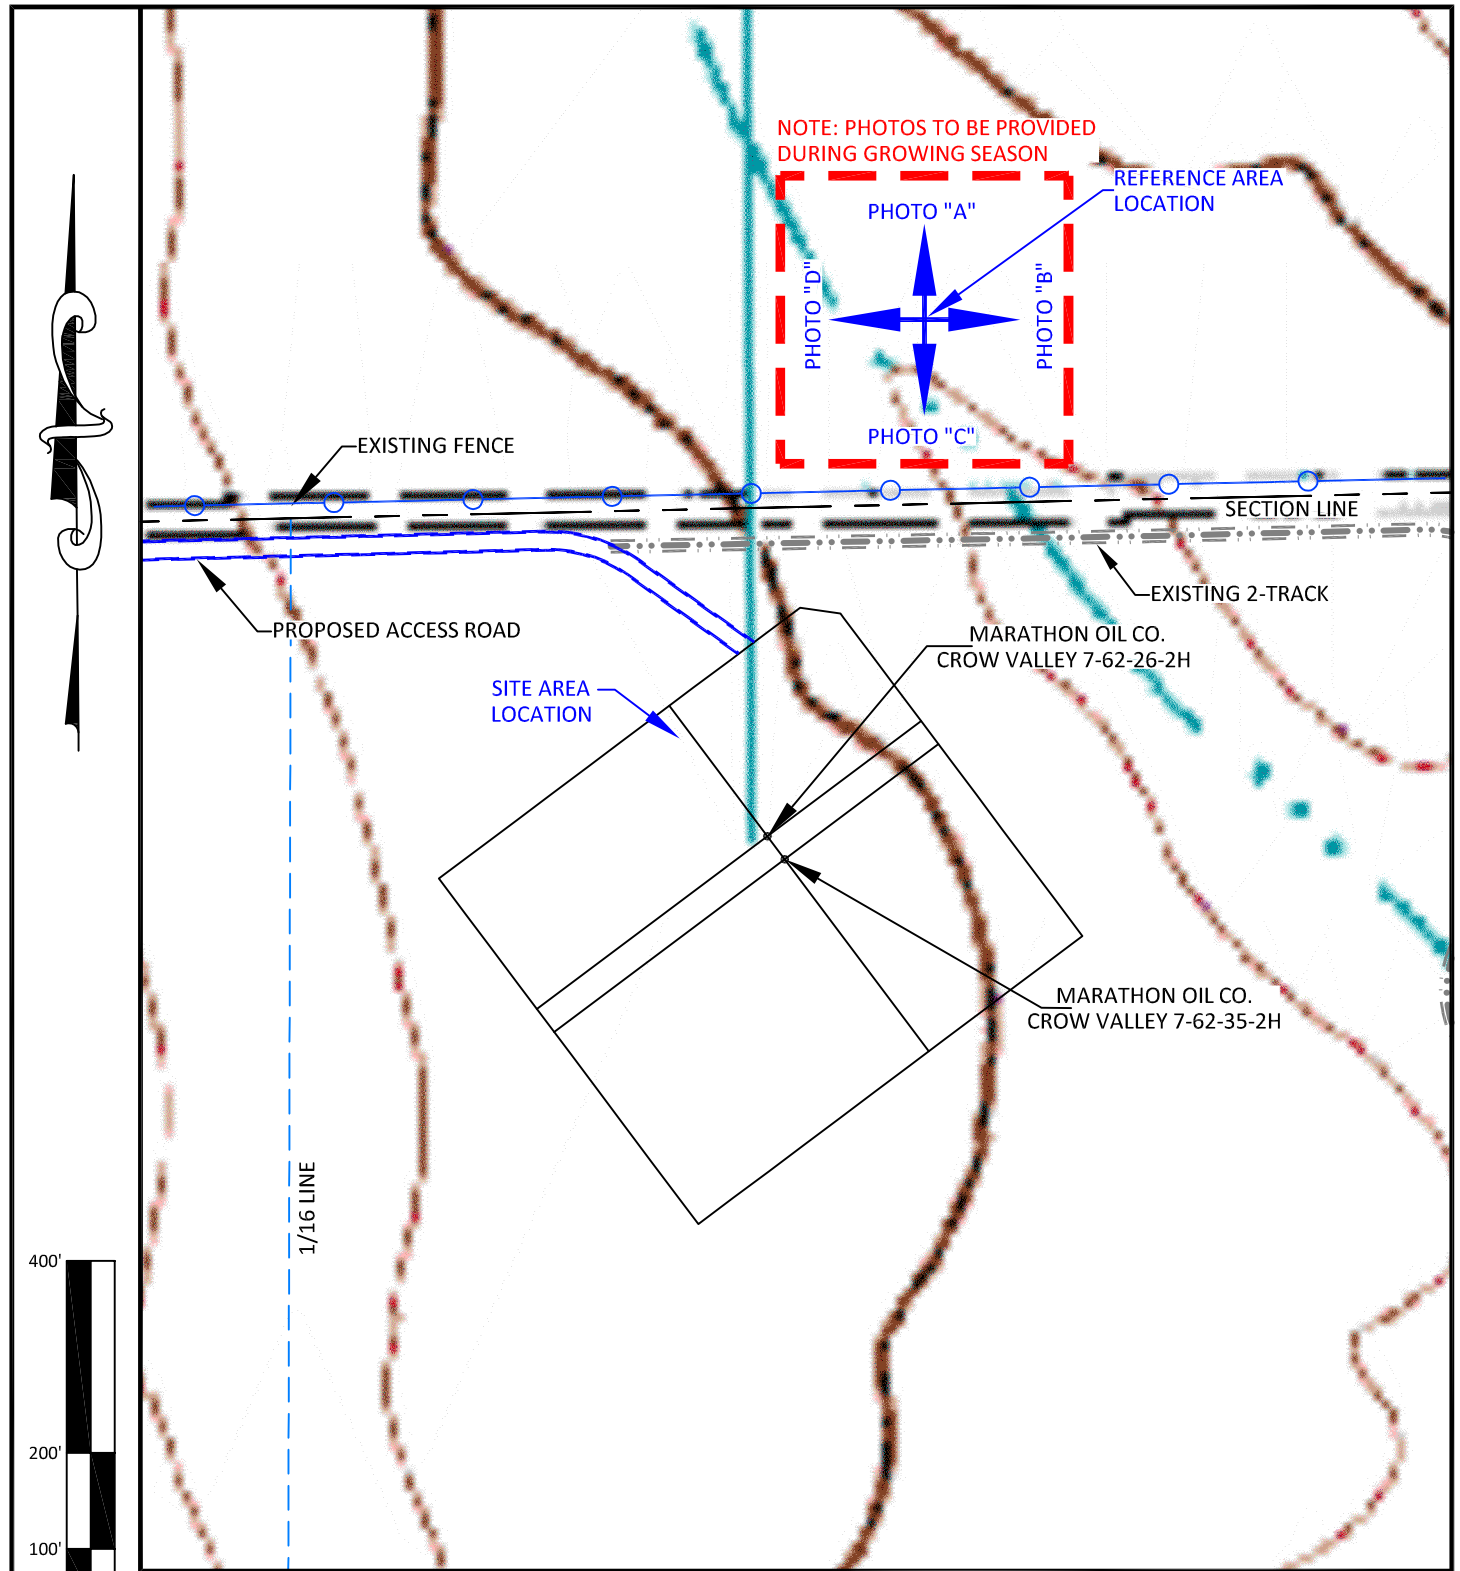 NOTE: PHOTOS TO BE PROVIDED
DURING GROWING SEASON
REFERENCE AREA
LOCATION
PHOTO "A"
PHOTO "D"
PHOTO "B"
PHOTO "C"
EXISTING FENCE
SECTION LINE
EXISTING 2-TRACK
PROPOSED ACCESS ROAD
MARATHON OIL CO.
CROW VALLEY 7-62-26-2H
SITE AREA
LOCATION
MARATHON OIL CO.
CROW VALLEY 7-62-35-2H
1/16 LINE
400'
200'
100'